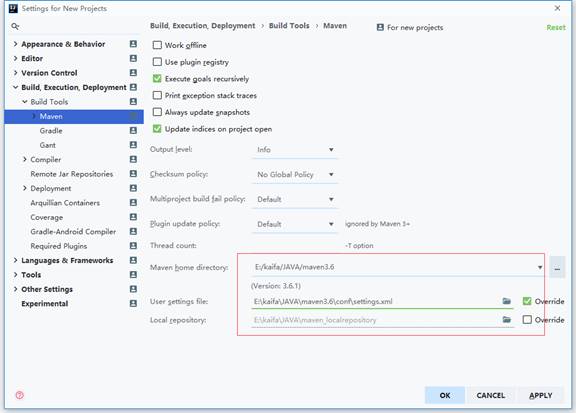 Settings for New Projects
Build, Execution, Deployment › Build Tools › Maven
For new projects
Reset
Appearance & Behavior
Editor
Version Control
Build, Execution, Deployment
Build Tools
Maven
Gradle
Gant
Compiler
Remote Jar Repositories
Deployment
Arquillian Containers
Coverage
Gradle-Android Compiler
Required Plugins
Languages & Frameworks
Tools
Other Settings
Experimental
Work offline
Use plugin registry
Execute goals recursively
Print exception stack traces
Always update snapshots
Update indices on project open
Output level: Info
Checksum policy: No Global Policy
Multiproject build fail policy: Default
Plugin update policy: Default ignored by Maven 3+
Thread count: -T option
Maven home directory: E:/kaifa/JAVA/maven3.6 ...
(Version: 3.6.1)
User settings file: E:\kaifa\JAVA\maven3.6\conf\settings.xml Override
Local repository: E:\kaifa\JAVA\maven_localrepository Override
OK CANCEL APPLY